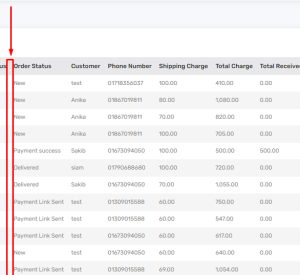 us Order Status Customer Phone Number Shipping Charge Total Charge Total Receive
New test 01718356037 100.00 410.00 0.00
New Anika 01867019811 80.00 1,080.00 0.00
New Anika 01867019811 70.00 820.00 0.00
New Anika 01867019811 100.00 705.00 0.00
Payment success Sakib 01673094050 100.00 500.00 500.00
Delivered siam 01790688680 100.00 720.00 0.00
Delivered Sakib 01673094050 70.00 1,055.00 0.00
Payment Link Sent test 01309015588 60.00 750.00 0.00
Payment Link Sent test 01309015588 60.00 547.00 0.00
Payment Link Sent test 01673094050 60.00 617.00 0.00
New test 01673094050 60.00 640.00 0.00
Payment Link Sent test 01309015588 69.00 1,054.00 0.00